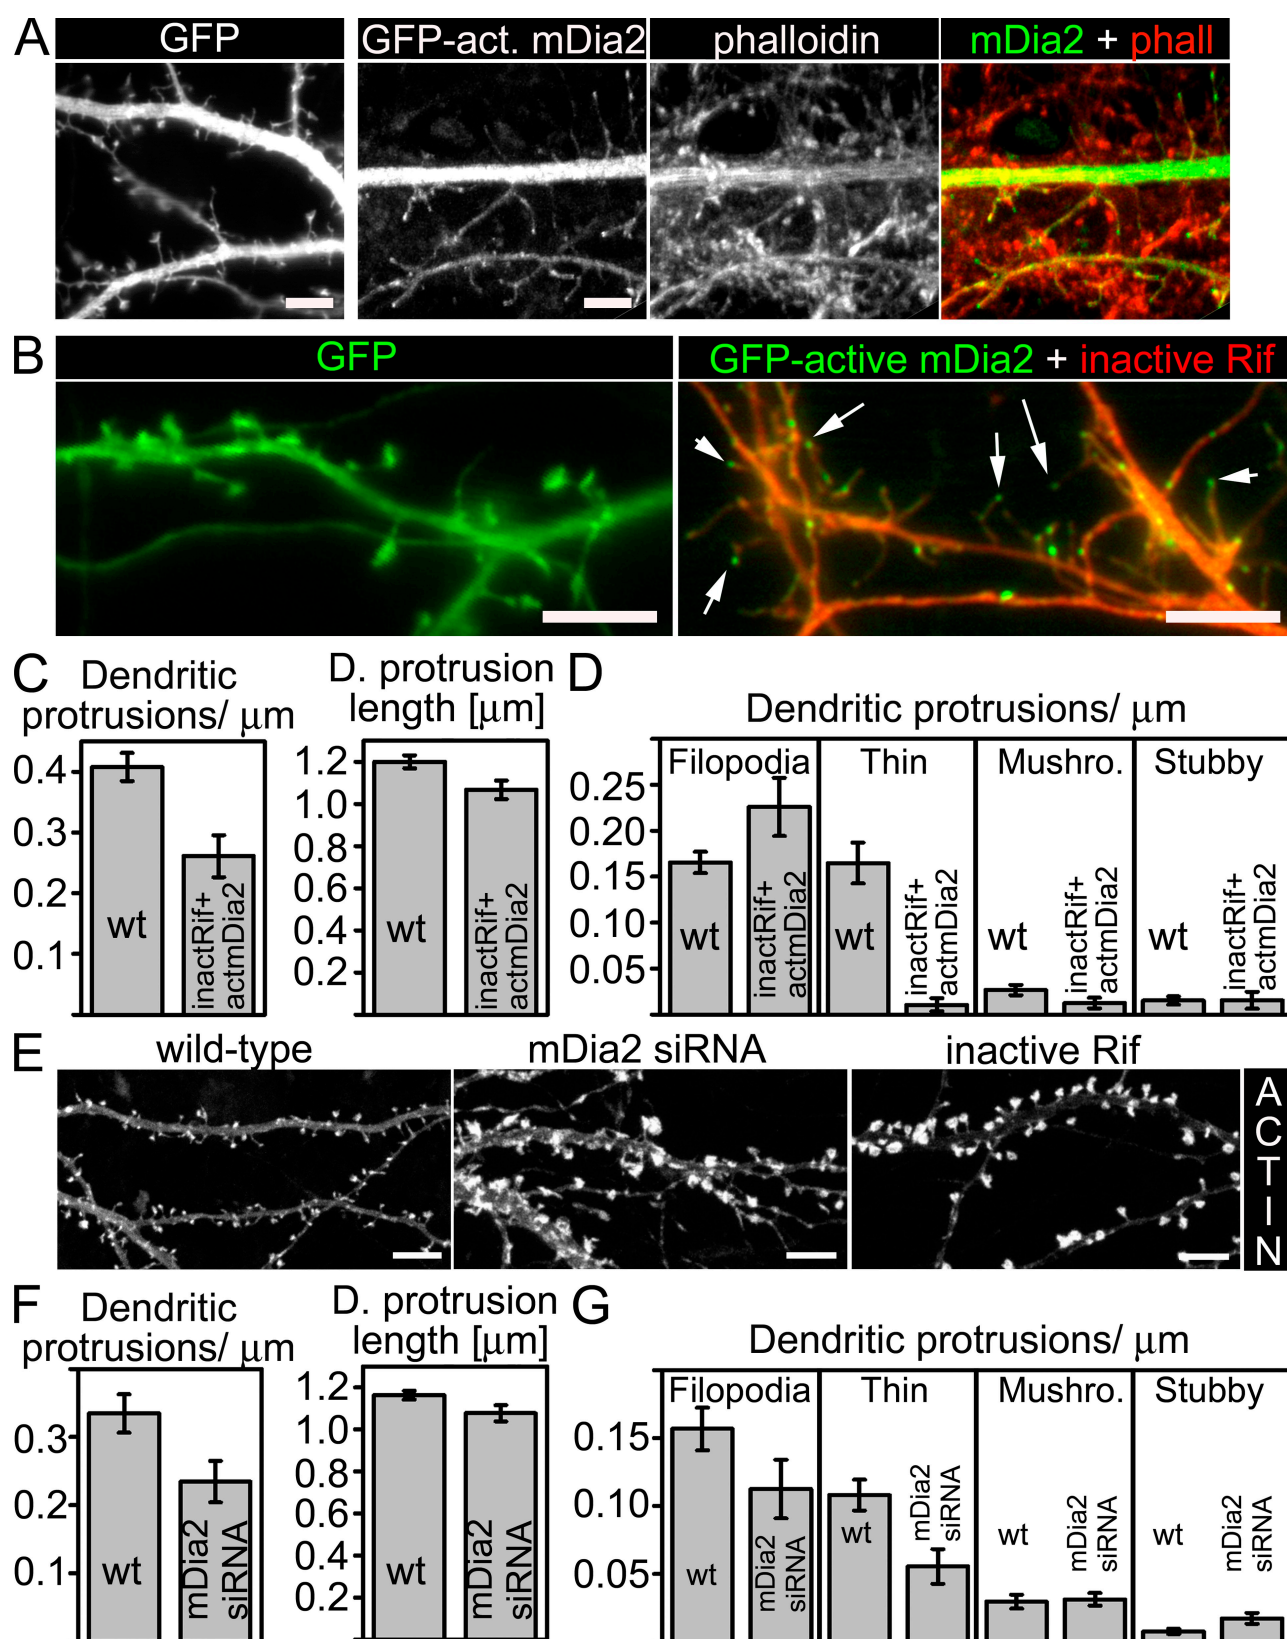 A
GFP
GFP-act. mDia2
phalloidin
mDia2 + phall
B
GFP
GFP-active mDia2 + inactive Rif
C
Dendritic
protrusions/ μm
0.4
0.3
0.2
0.1
wt
inactRif+
actmDia2
D. protrusion
length [μm]
1.2
1.0
0.8
0.6
0.4
0.2
wt
inactRif+
actmDia2
D
Dendritic protrusions/ μm
Filopodia
Thin
Mushro.
Stubby
0.25
0.20
0.15
0.10
0.05
wt
inactRif+
actmDia2
wt
inactRif+
actmDia2
wt
inactRif+
actmDia2
wt
inactRif+
actmDia2
E
wild-type
mDia2 siRNA
inactive Rif
ACTIN
F
Dendritic
protrusions/ μm
0.3
0.2
0.1
wt
mDia2
siRNA
D. protrusion
length [μm]
1.2
1.0
0.8
0.6
0.4
0.2
wt
mDia2
siRNA
G
Dendritic protrusions/ μm
Filopodia
Thin
Mushro.
Stubby
0.15
0.10
0.05
wt
mDia2
siRNA
wt
mDia2
siRNA
wt
mDia2
siRNA
wt
mDia2
siRNA